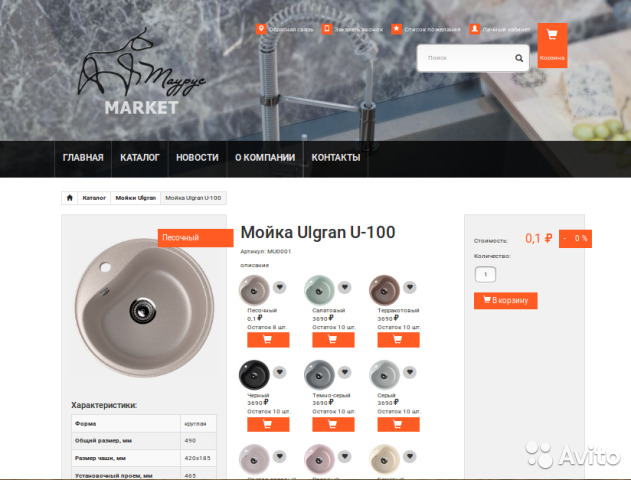 Обратная связь Заказать звонок Список пожелания Личный кабинет
Таурус
MARKET
Поиск
Корзина
ГЛАВНАЯ КАТАЛОГ НОВОСТИ О КОМПАНИИ КОНТАКТЫ
Каталог Мойки Ulgran Мойка Ulgran U-100
Песочный
Мойка Ulgran U-100
Артикул: MU0001
описание
Песочный Салатовый Терракотовый
0,1 ₽ 3690 ₽ 3690 ₽
Остаток 8 шт. Остаток 10 шт. Остаток 10 шт.
Черный Темно-серый Серый
3690 ₽ 3690 ₽ 3690 ₽
Остаток 10 шт. Остаток 10 шт. Остаток 10 шт.
Стоимость: 0,1 ₽ - 0 %
Количество:
1
В корзину
Характеристики:
Форма круглая
Общий размер, мм 490
Размер чаши, мм 420х185
Установочный проем, мм 465
Avito